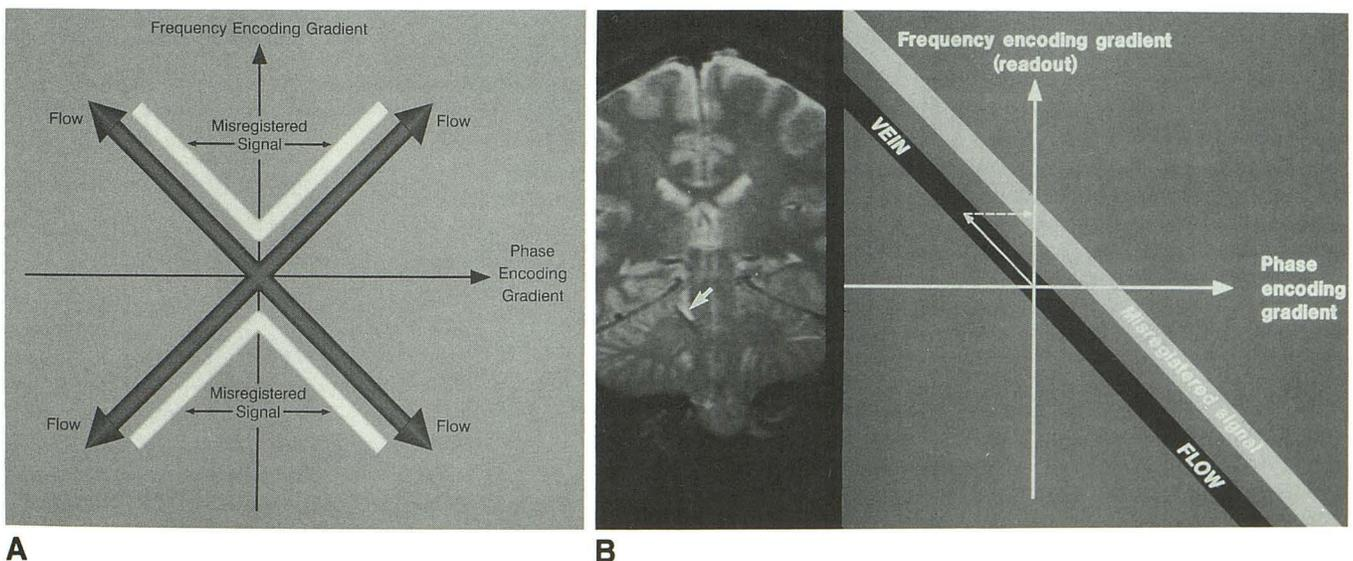 Frequency Encoding Gradient
Flow
Misregistered
Signal
Flow
Phase
Encoding
Gradient
Misregistered
Signal
Flow
Flow
A
Frequency encoding gradient
(readout)
VEIN
Phase
encoding
gradient
Misregistered signal
FLOW
B